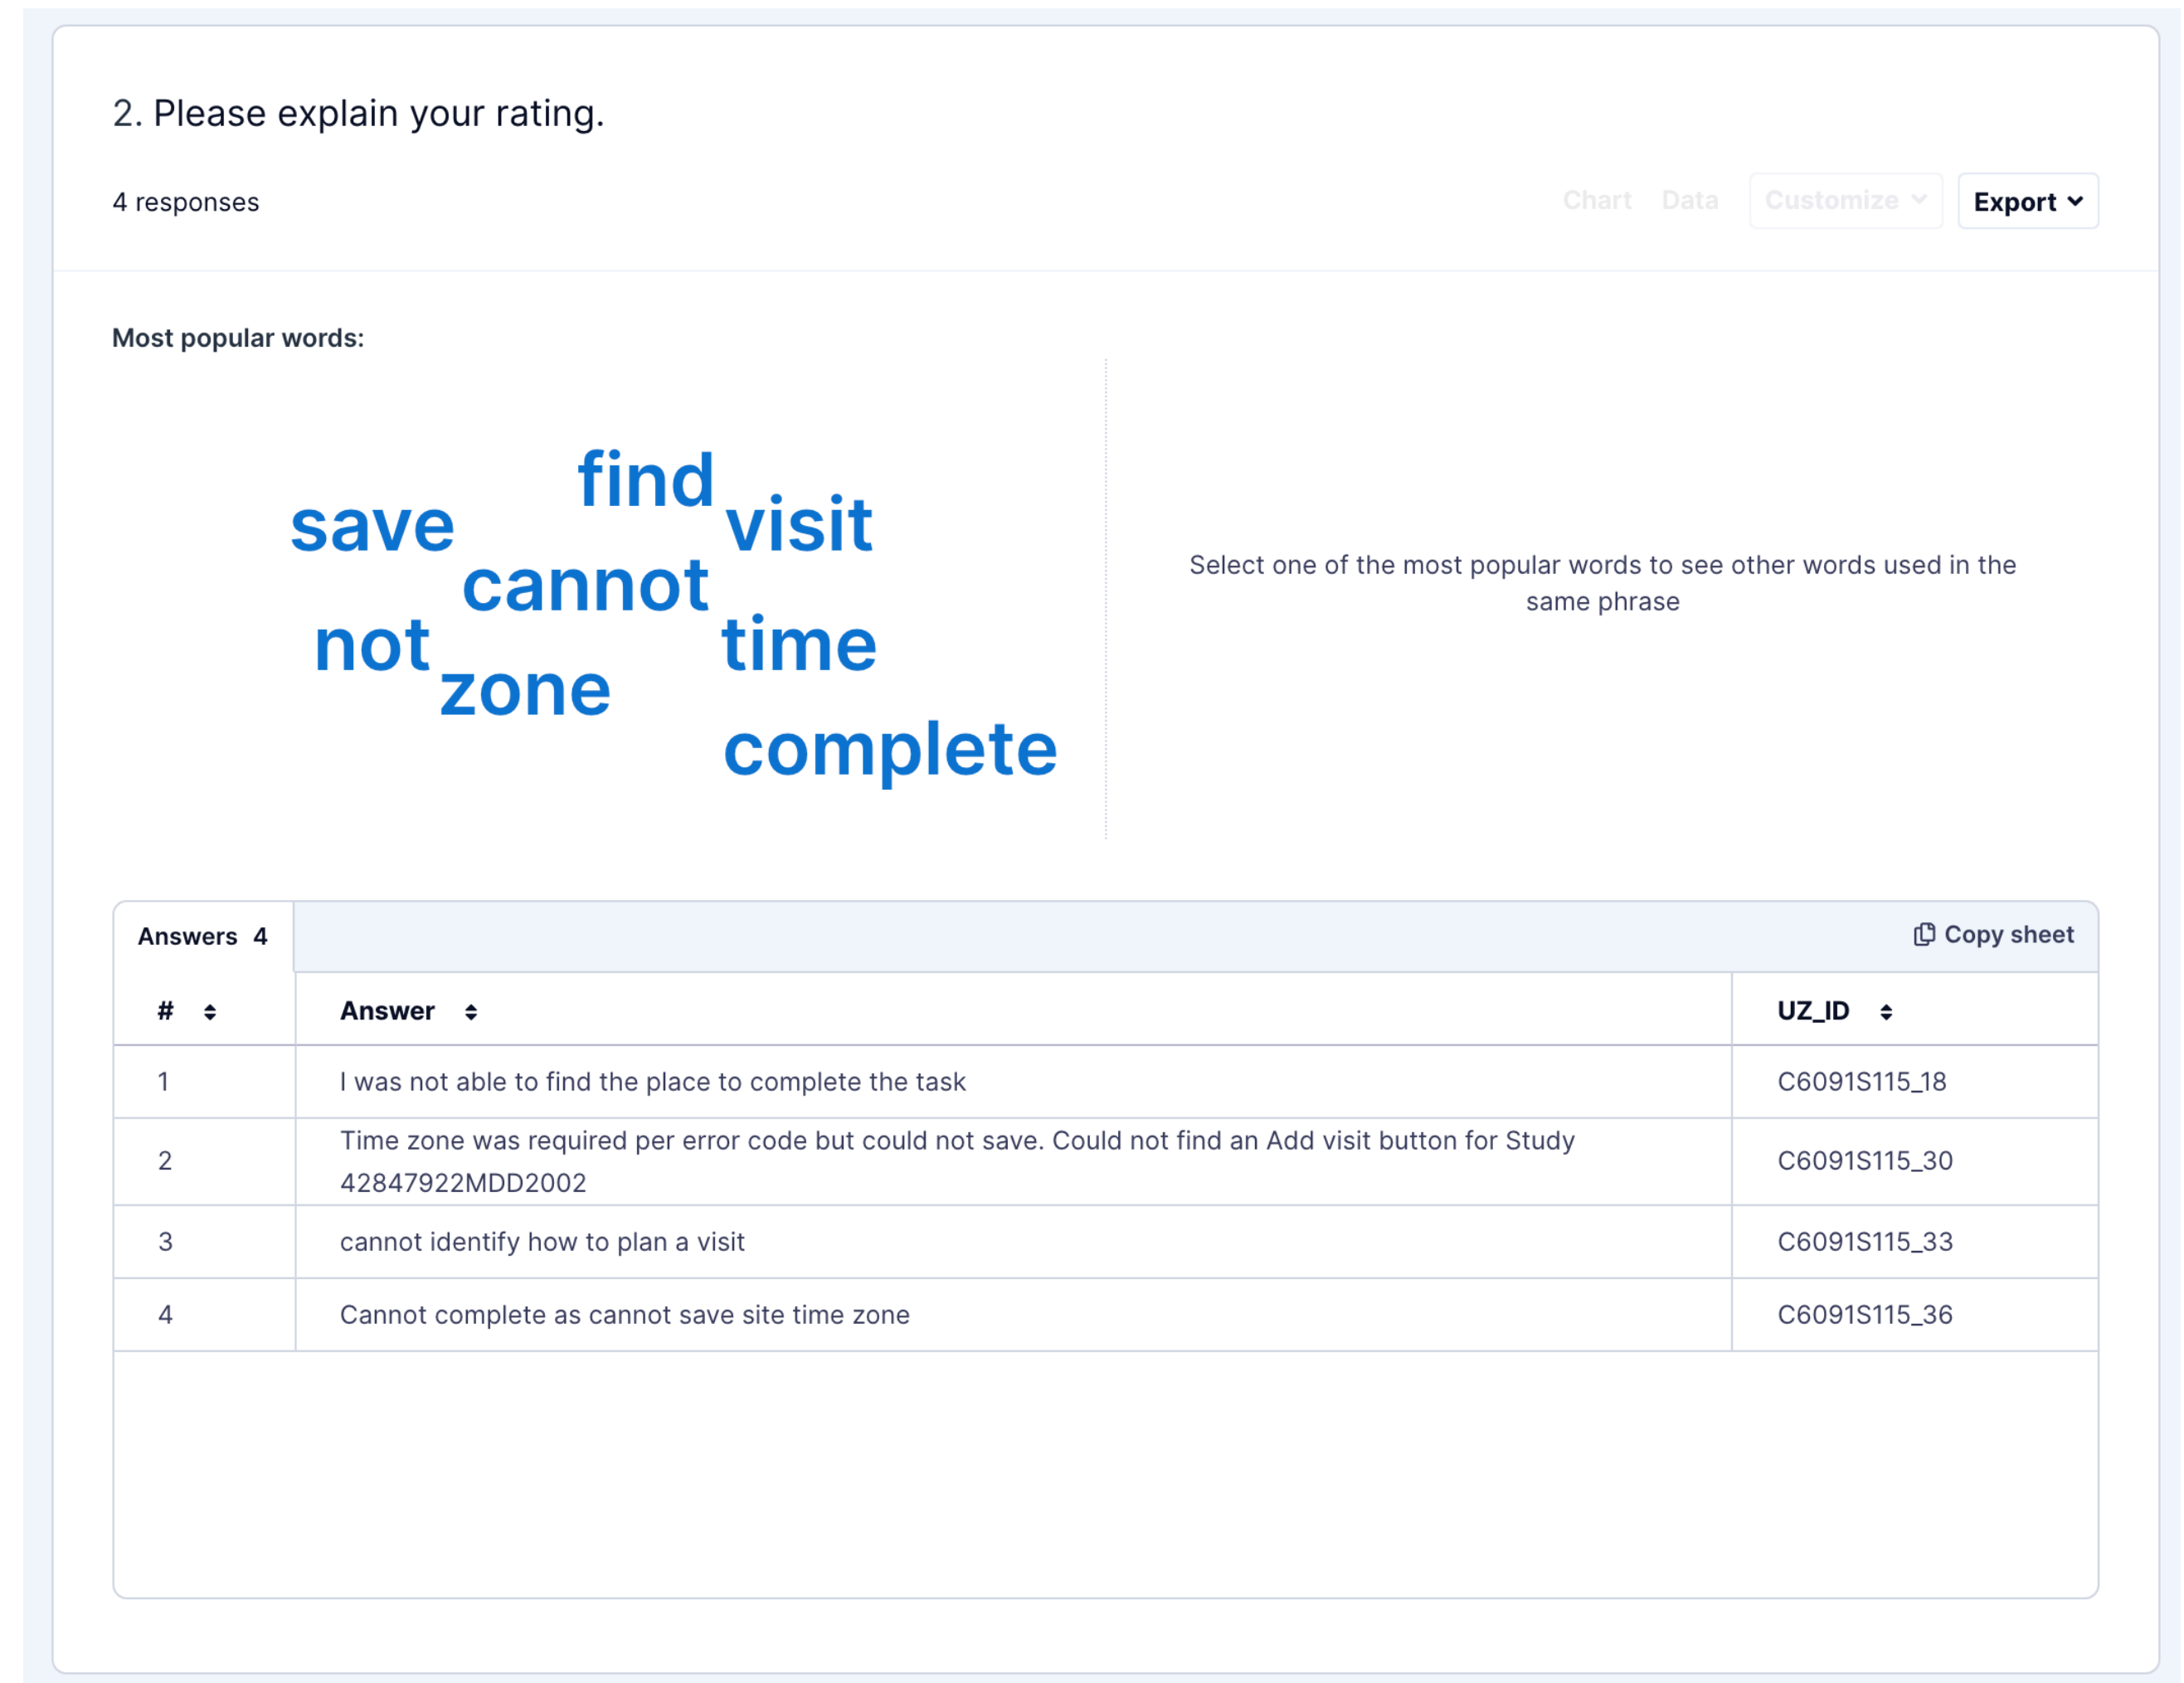 2. Please explain your rating.
4 responses
Chart Data Customize Export
Most popular words:
find
save
visit
cannot
not
time
zone
complete
Select one of the most popular words to see other words used in the
same phrase
Answers 4
Copy sheet
# Answer UZ_ID
1 I was not able to find the place to complete the task C6091S115_18
2 Time zone was required per error code but could not save. Could not find an Add visit button for Study
42847922MDD2002 C6091S115_30
3 cannot identify how to plan a visit C6091S115_33
4 Cannot complete as cannot save site time zone C6091S115_36